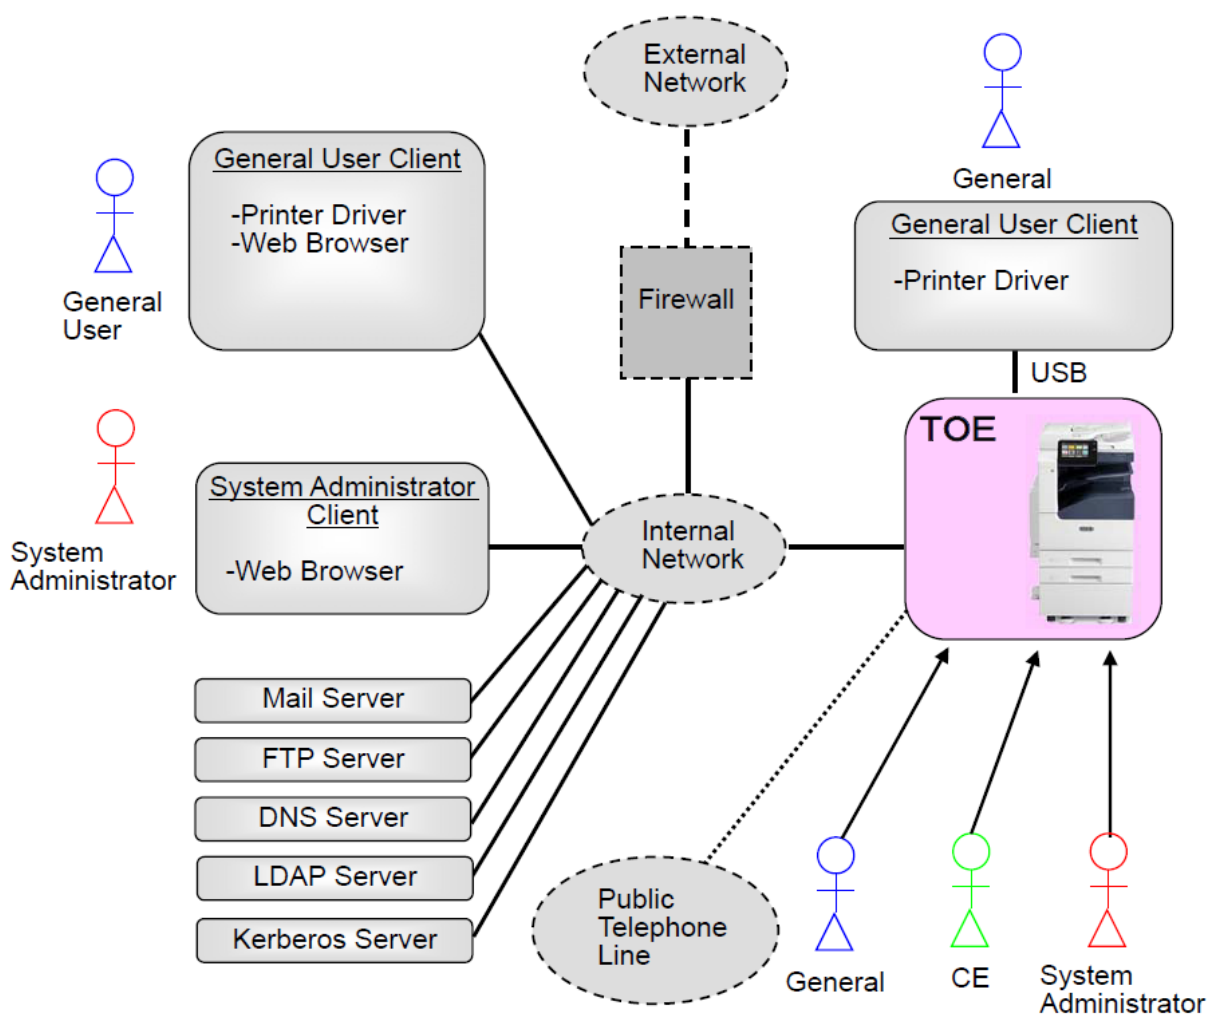 External
Network
General
General User Client
-Printer Driver
-Web Browser
General
User
General User Client
-Printer Driver
Firewall
USB
TOE
System Administrator
Client
-Web Browser
System
Administrator
Internal
Network
Mail Server
FTP Server
DNS Server
LDAP Server
Kerberos Server
Public
Telephone
Line
General
CE
System
Administrator